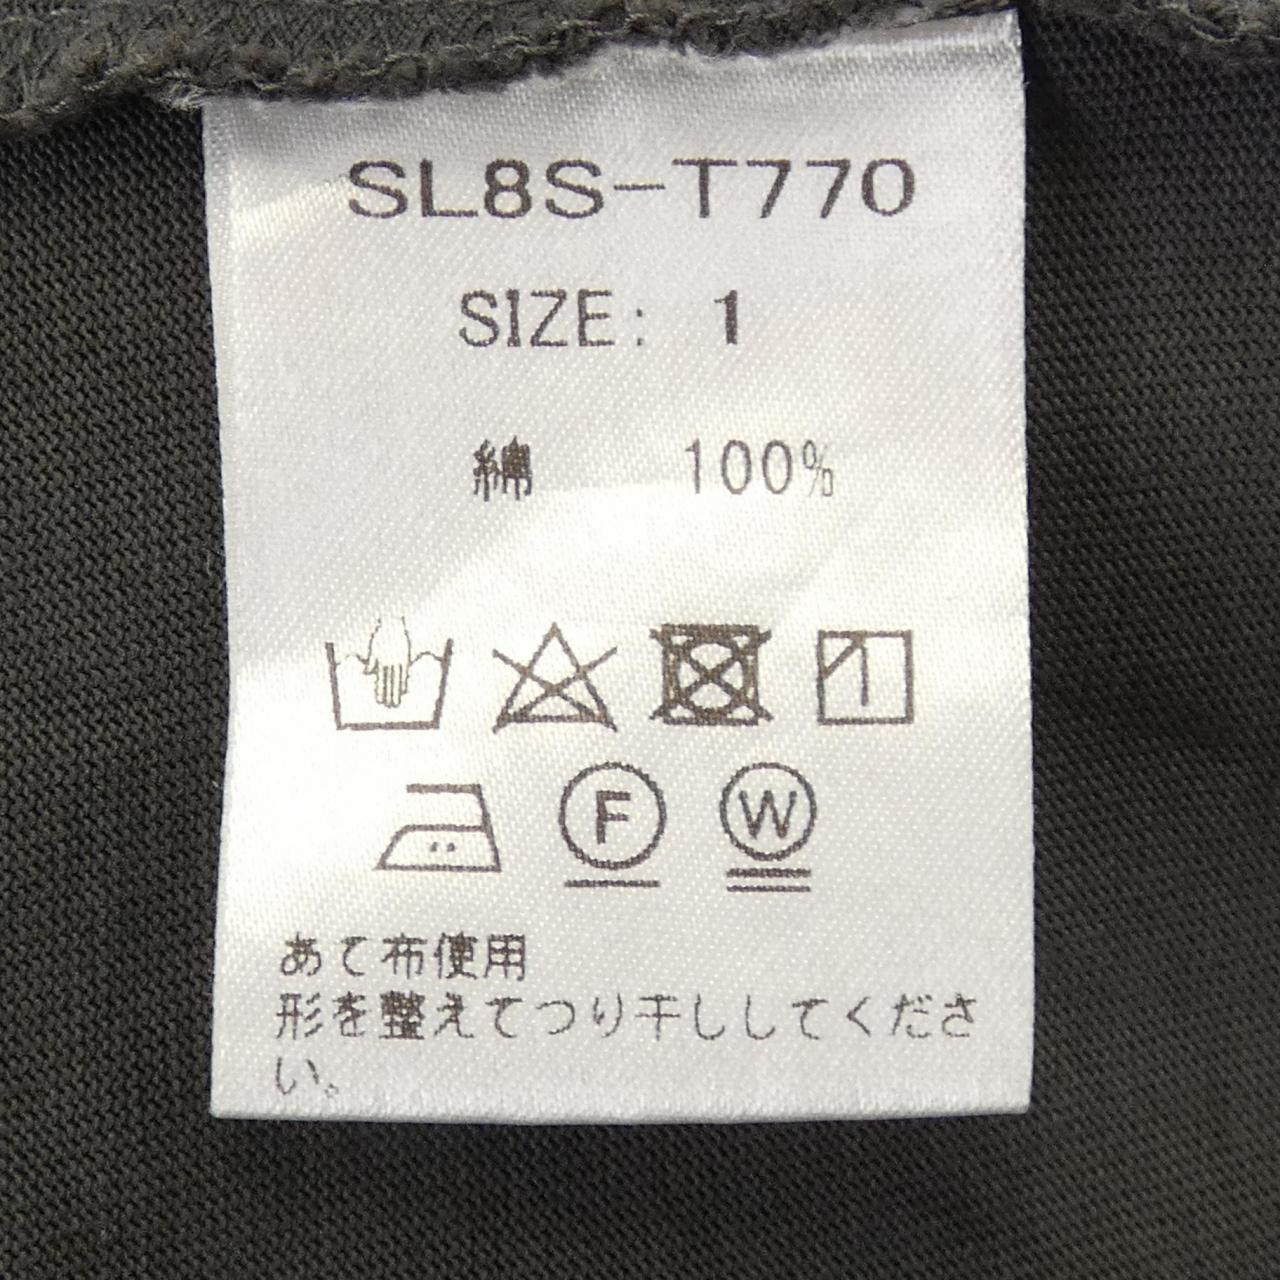 SL8S-T770
SIZE: 1
綿 100%
F W
あて布使用
形を整えてつり干ししてくださ
い。